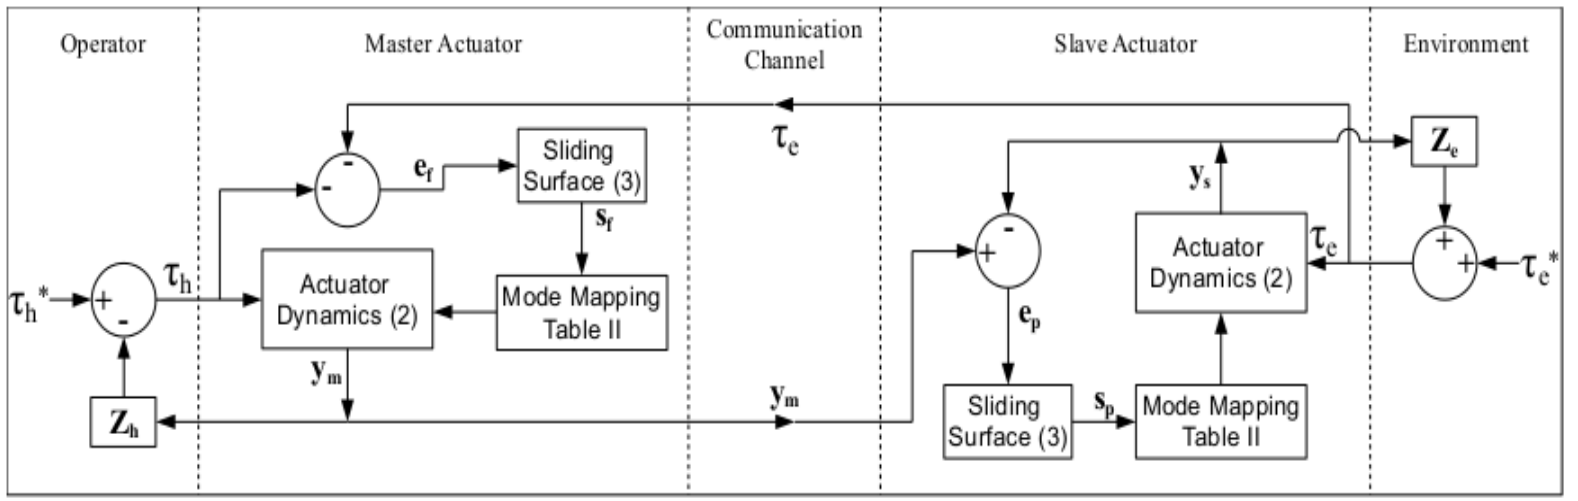 Operator
Master Actuator
Communication
Channel
Slave Actuator
Environment
τe
-
-
ef
Sliding
Surface (3)
sf
Mode Mapping
Table II
τh*
+
-
τh
Actuator
Dynamics (2)
ym
Zh
ym
+
-
ep
Sliding
Surface (3)
sp
Mode Mapping
Table II
Actuator
Dynamics (2)
ys
τe
Ze
+
+
τe*